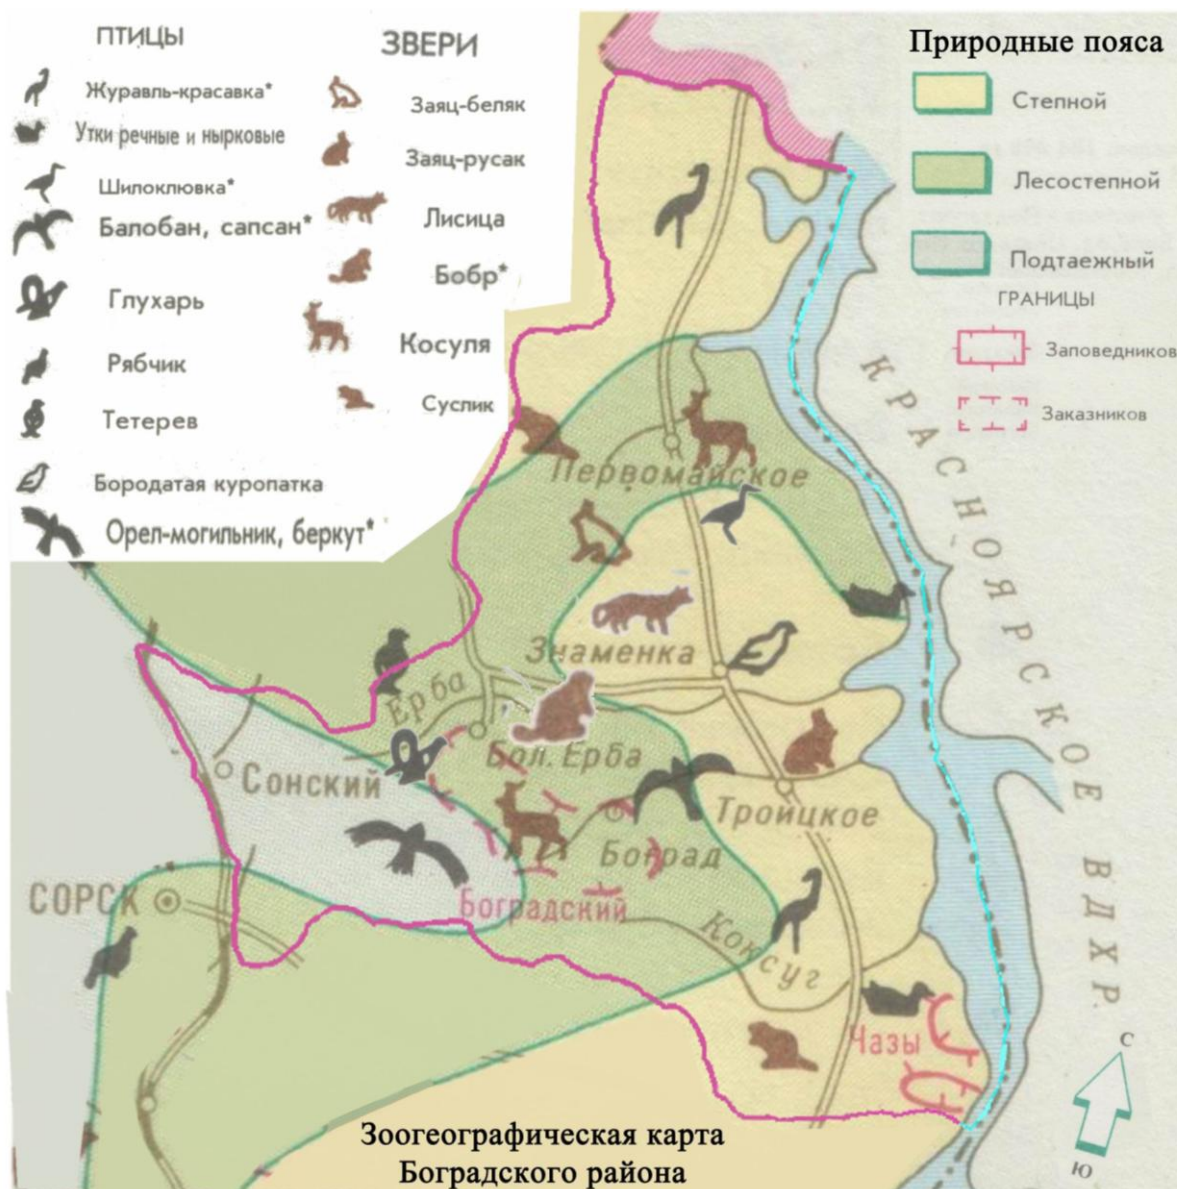 ПТИЦЫ
Журавль-красавка*
Утки речные и нырковые
Шилоклювка*
Балобан, сапсан*
Глухарь
Рябчик
Тетерев
Бородатая куропатка
Орел-могильник, беркут*
ЗВЕРИ
Заяц-беляк
Заяц-русак
Лисица
Бобр*
Косуля
Суслик
Природные пояса
Степной
Лесостепной
Подтаежный
ГРАНИЦЫ
Заповедников
Заказников
КРАСНОЯРСКОЕ ВДХР.
Первомайское
Знаменка
Ерба
Бол. Ерба
Сонский
Тройцкое
Боград
СОРСК
Боградский
Коксуг
Чазы
С
Ю
Зоогеографическая карта
Боградского района